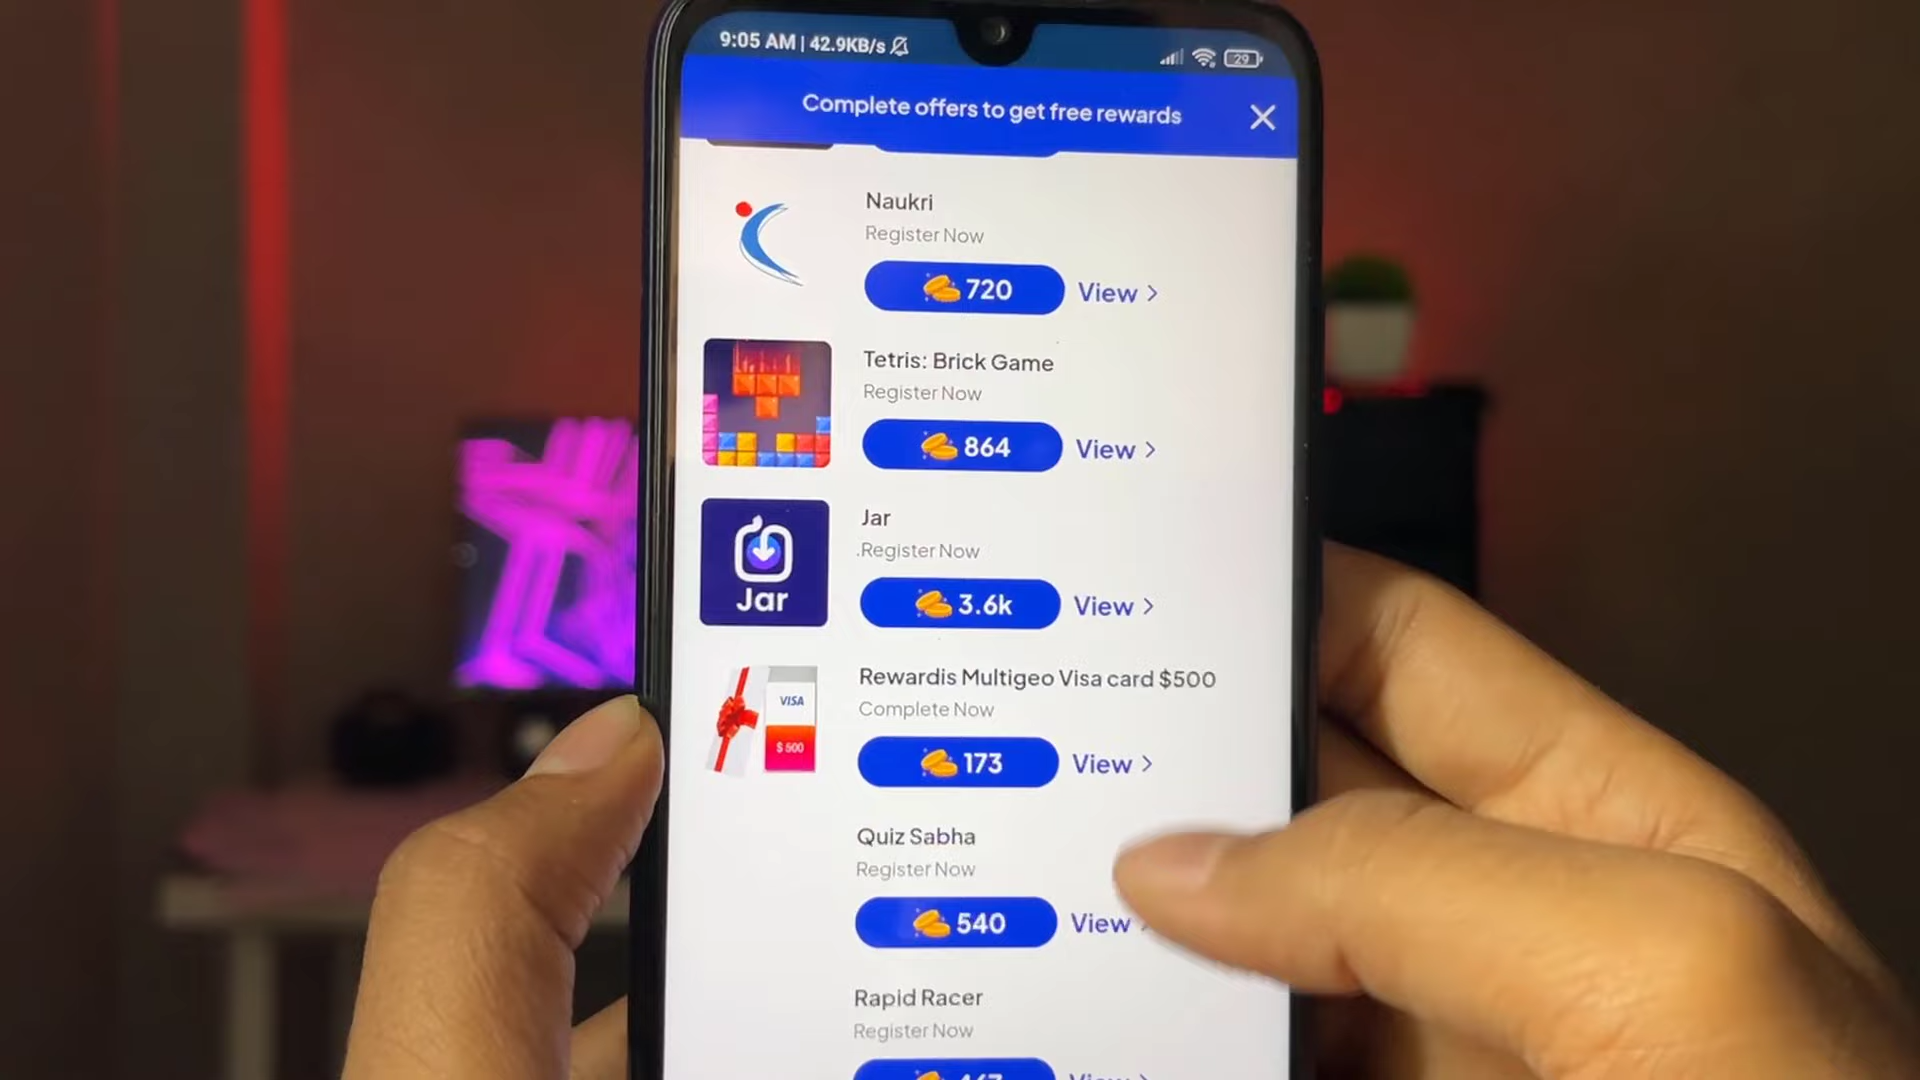 9:05 AM | 42.9KB/s
29
Complete offers to get free rewards
Naukri
Register Now
720 View >
Tetris: Brick Game
Register Now
864 View >
Jar
Jar
.Register Now
3.6k View >
Rewardis Multigeo Visa card $500
VISA
$ 500
Complete Now
173 View >
Quiz Sabha
Register Now
540 View
Rapid Racer
Register Now